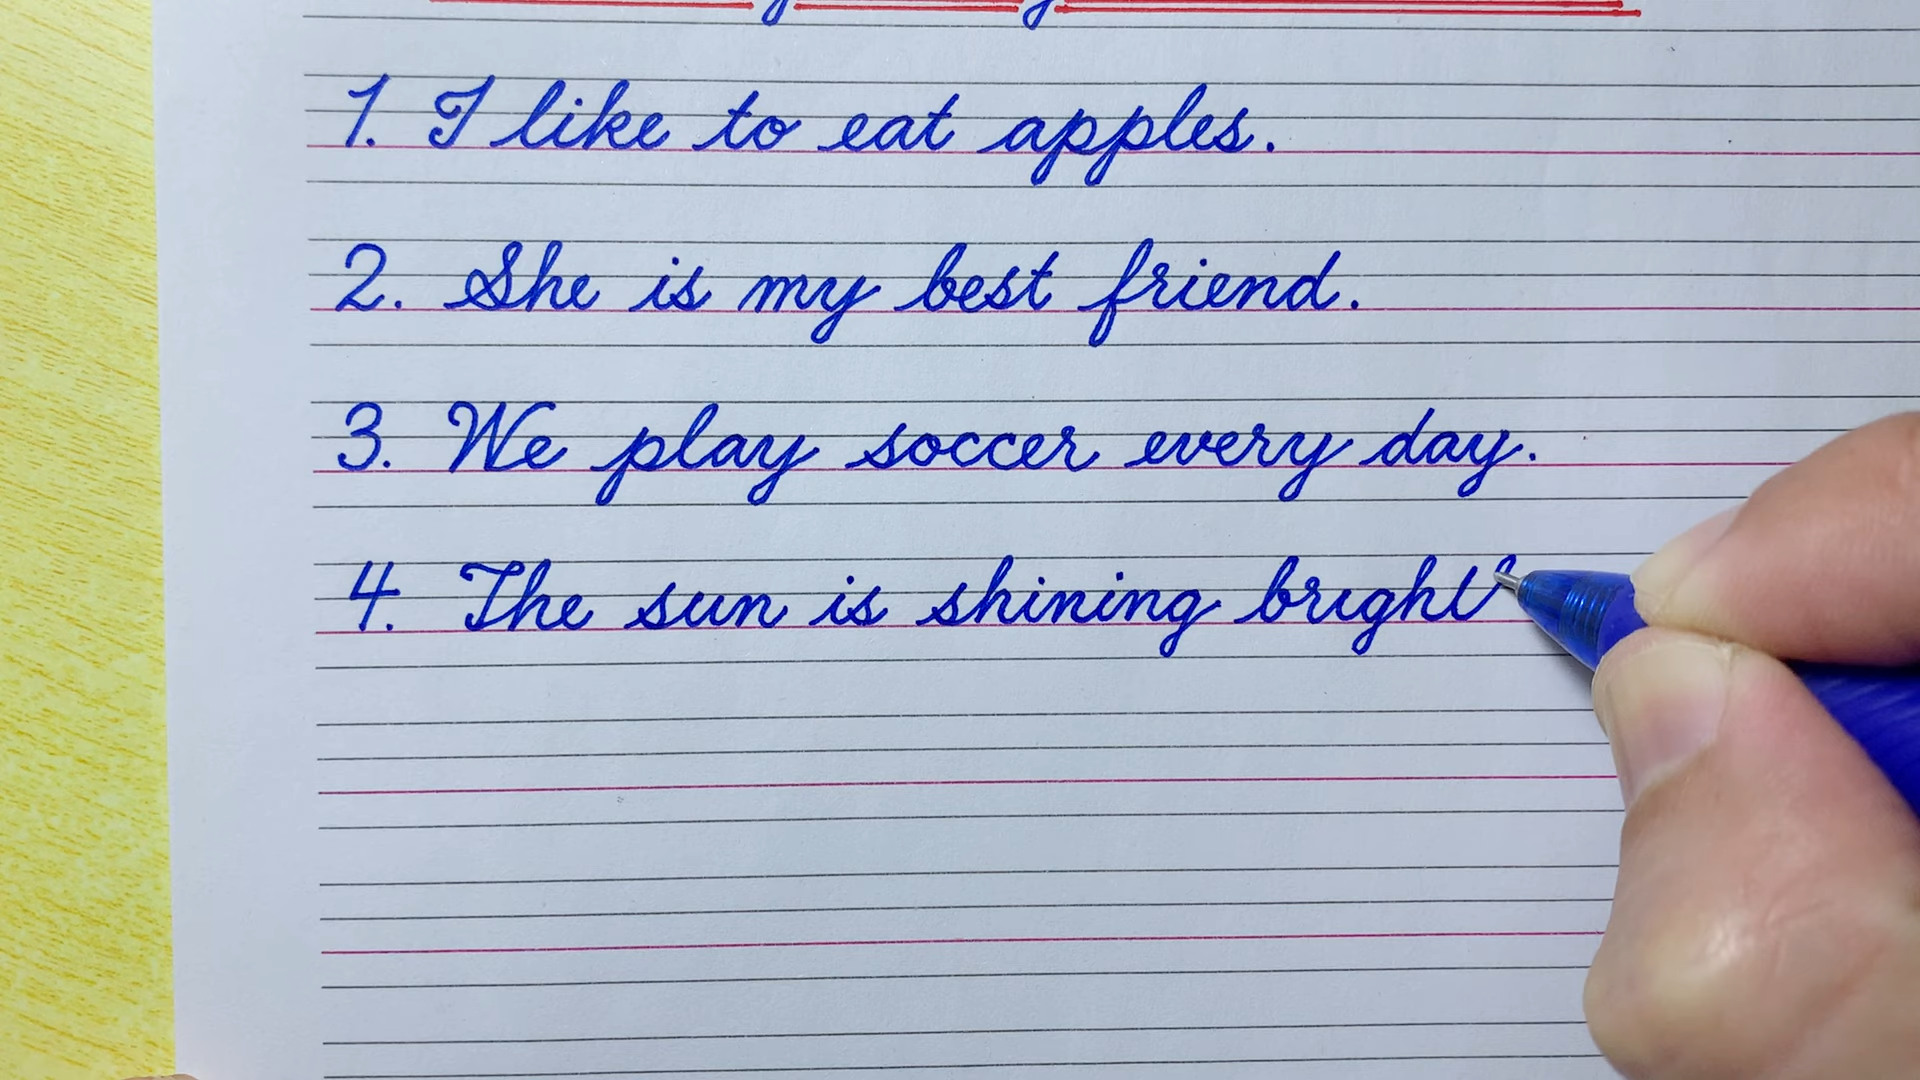 1. I like to eat apples.
2. She is my best friend.
3. We play soccer every day.
4. The sun is shining